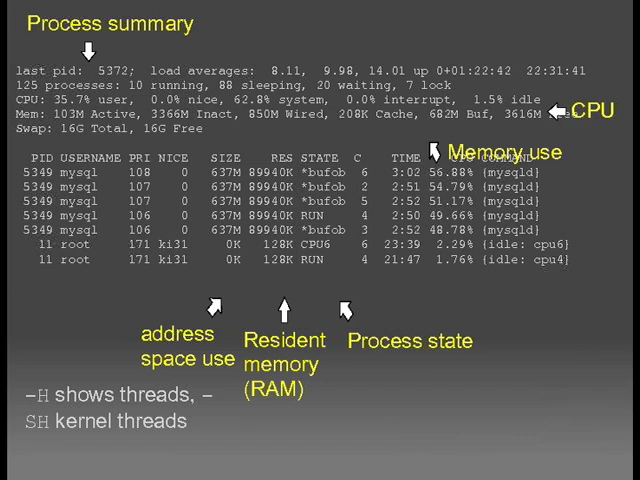 Process summary
last pid:  5372;  load averages:  8.11,  9.98, 14.01 up 0+01:22:42  22:31:41
125 processes: 10 running, 88 sleeping, 20 waiting, 7 lock
CPU: 35.7% user,  0.0% nice, 62.8% system,  0.0% interrupt,  1.5% idle
Mem: 103M Active, 3366M Inact, 850M Wired, 208K Cache, 682M Buf, 3616M
CPU
Swap: 16G Total, 16G Free
Memory use
PID USERNAME PRI NICE SIZE RES STATE C TIME CPU COMMAND
5349 mysql 108 0 637M 89940K *bufob 6 3:02 56.88% {mysqld}
5349 mysql 107 0 637M 89940K *bufob 2 2:51 54.79% {mysqld}
5349 mysql 107 0 637M 89940K *bufob 5 2:52 51.17% {mysqld}
5349 mysql 106 0 637M 89940K RUN 4 2:50 49.66% {mysqld}
5349 mysql 106 0 637M 89940K *bufob 3 2:52 48.78% {mysqld}
11 root 171 ki31 0K 128K CPU6 6 23:39 2.29% {idle: cpu6}
11 root 171 ki31 0K 128K RUN 4 21:47 1.76% {idle: cpu4}
address
space use
Resident
memory
(RAM)
Process state
–H shows threads, –
SH kernel threads